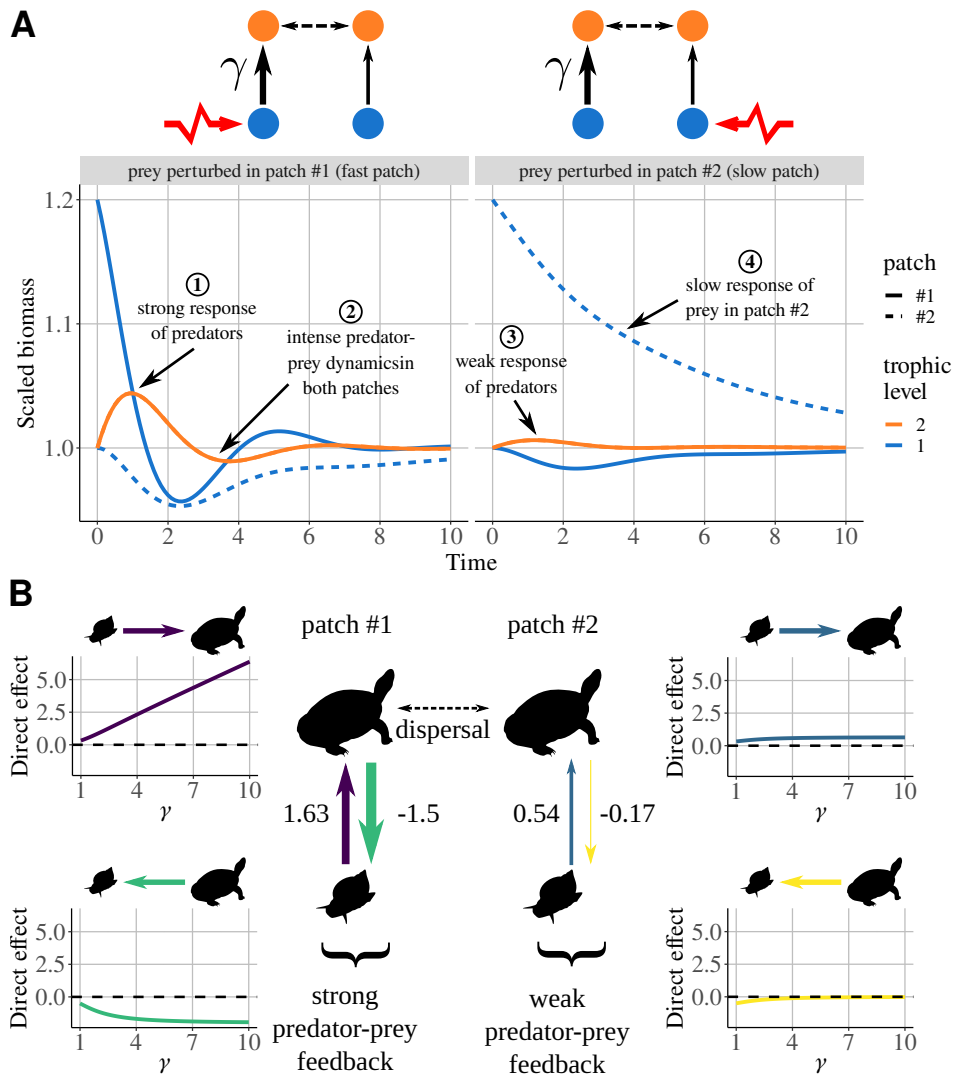 A
γ
γ
prey perturbed in patch #1 (fast patch)
prey perturbed in patch #2 (slow patch)
Scaled biomass
1.2
1.1
1.0
1
strong response
of predators
2
intense predator-
prey dynamicsin
both patches
3
weak response
of predators
4
slow response of
prey in patch #2
0 2 4 6 8 10
0 2 4 6 8 10
Time
patch
#1
#2
trophic
level
2
1
B
patch #1
patch #2
dispersal
1.63
-1.5
0.54
-0.17
strong
predator-prey
feedback
weak
predator-prey
feedback
Direct effect
5.0
2.5
0.0
1 4 7 10
γ
Direct effect
5.0
2.5
0.0
1 4 7 10
γ
Direct effect
5.0
2.5
0.0
1 4 7 10
γ
Direct effect
5.0
2.5
0.0
1 4 7 10
γ